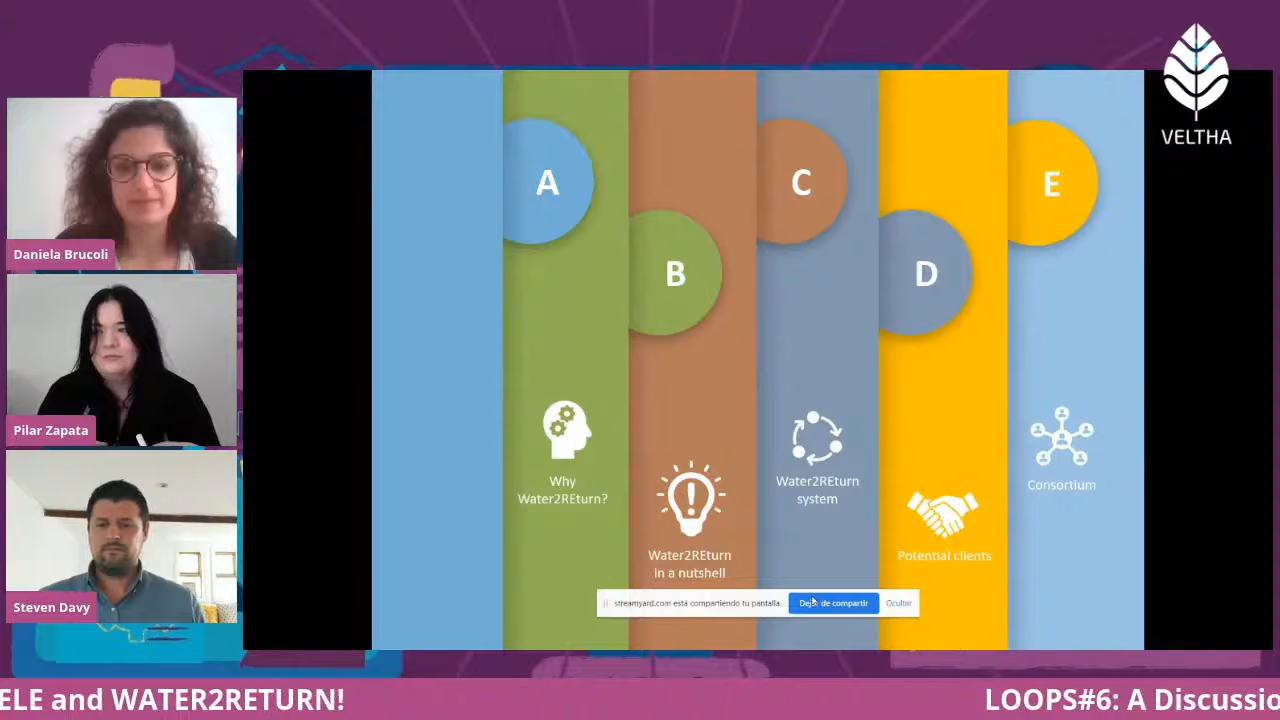 VELTHA
Daniela Brucoli
Pilar Zapata
Steven Davy
A
B
C
D
E
Why
Water2REturn?
Water2REturn
in a nutshell
Water2REturn
system
Potential clients
Consortium
streamyard.com está compartiendo tu pantalla.
Dejar de compartir
Ocultar
ELE and WATER2RETURN!
LOOPS#6: A Discussio